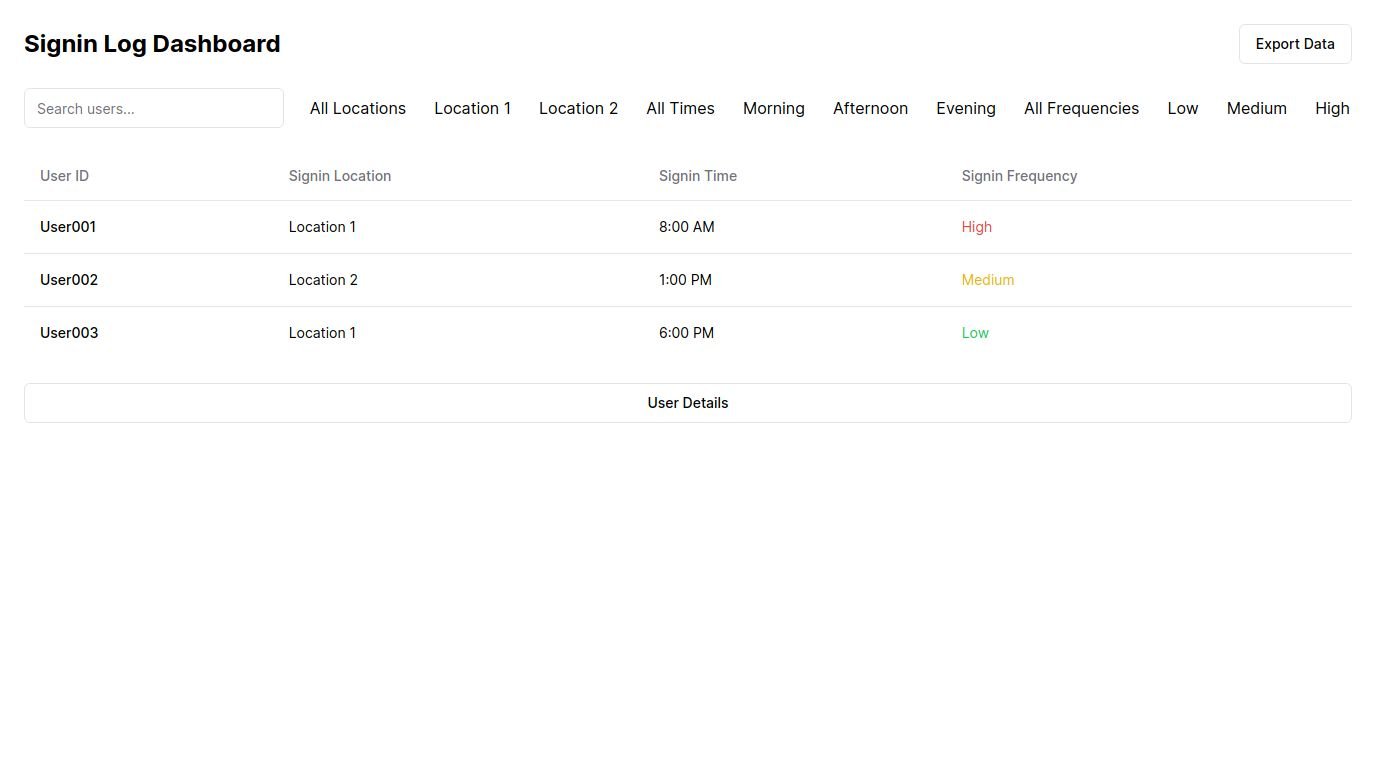 Signin Log Dashboard Export Data
Search users... All Locations Location 1 Location 2 All Times Morning Afternoon Evening All Frequencies Low Medium High
User ID Signin Location Signin Time Signin Frequency
User001 Location 1 8:00 AM High
User002 Location 2 1:00 PM Medium
User003 Location 1 6:00 PM Low
User Details